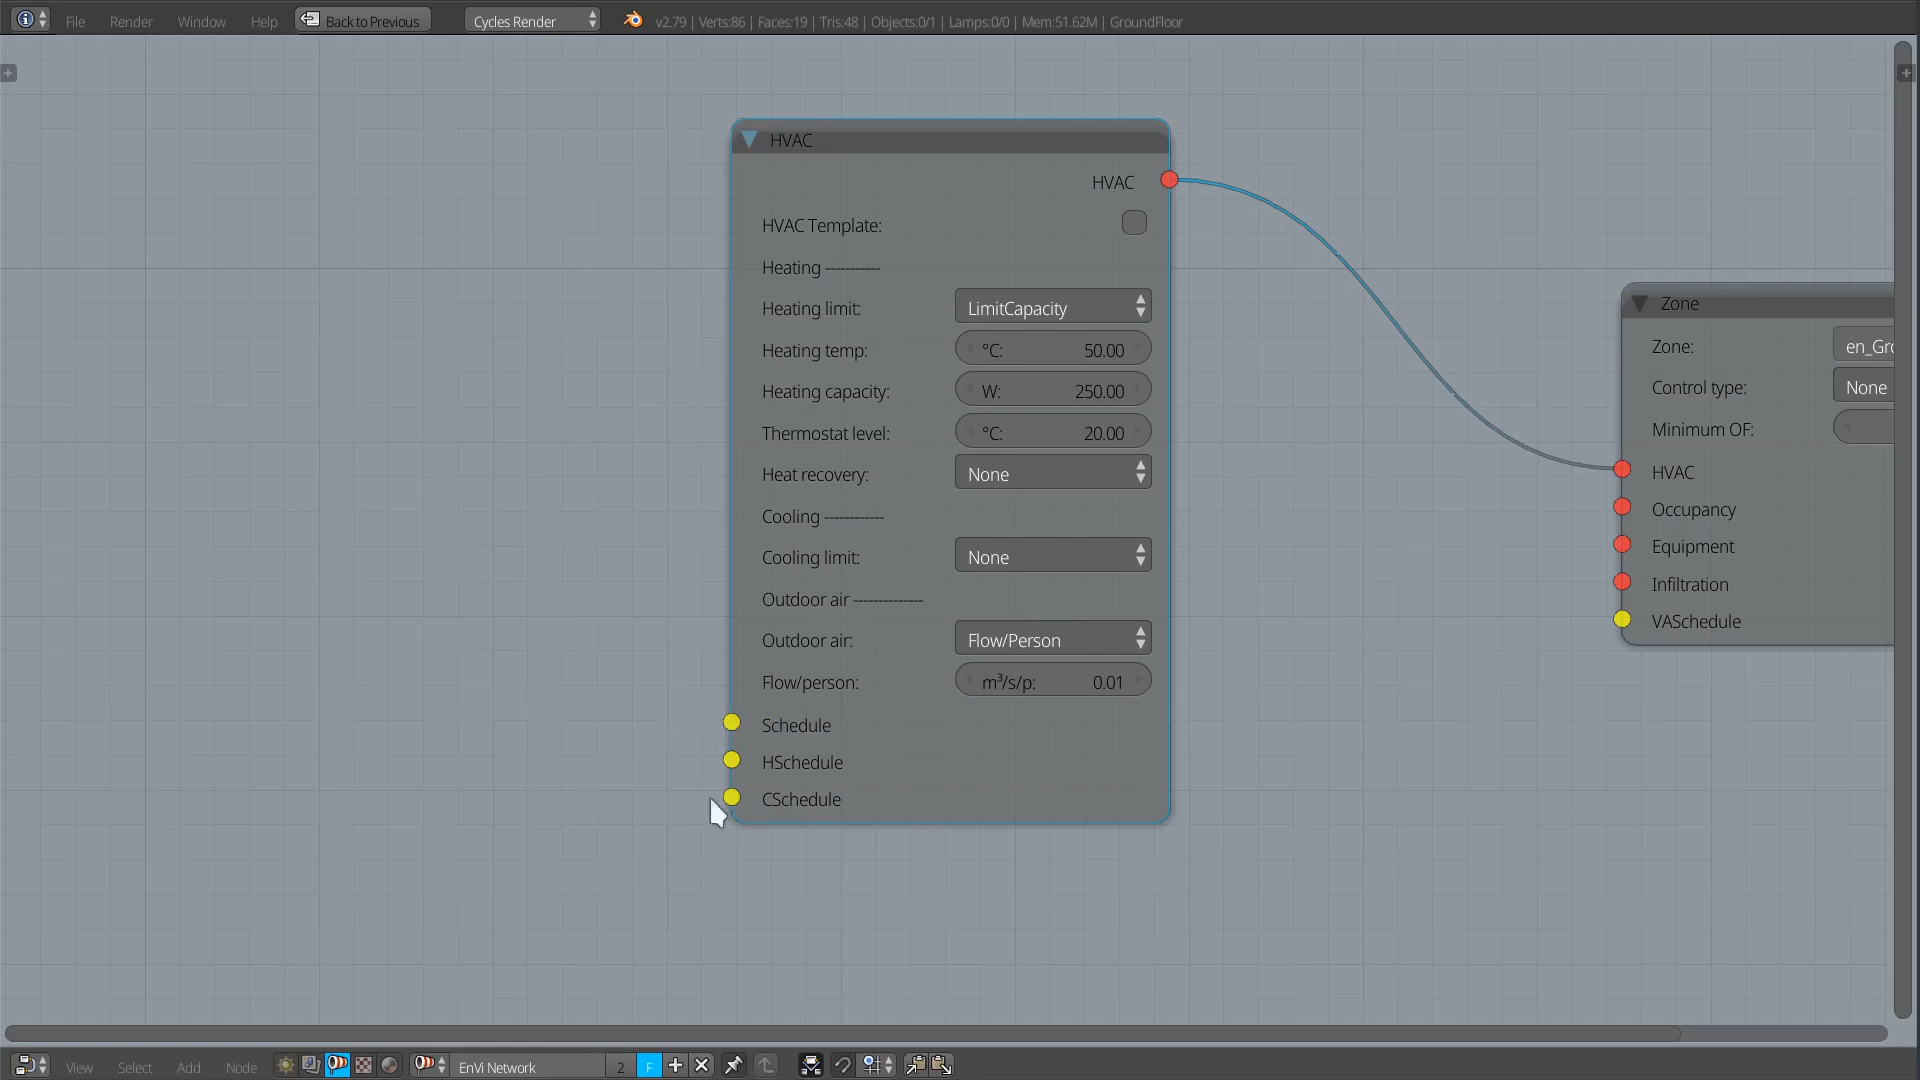 File Render Window Help Back to Previous Cycles Render v2.79 | Verts:86 | Faces:19 | Tris:48 | Objects:0/1 | Lamps:0/0 | Mem:51.62M | GroundFloor
HVAC
HVAC
HVAC Template:
Heating -----------
Heating limit: LimitCapacity
Heating temp: °C: 50.00
Heating capacity: W: 250.00
Thermostat level: °C: 20.00
Heat recovery: None
Cooling ------------
Cooling limit: None
Outdoor air --------------
Outdoor air: Flow/Person
Flow/person: m³/s/p: 0.01
Schedule
HSchedule
CSchedule
Zone
Zone: en_Gro
Control type: None
Minimum OF:
HVAC
Occupancy
Equipment
Infiltration
VASchedule
View Select Add Node EnVi Network 2 F